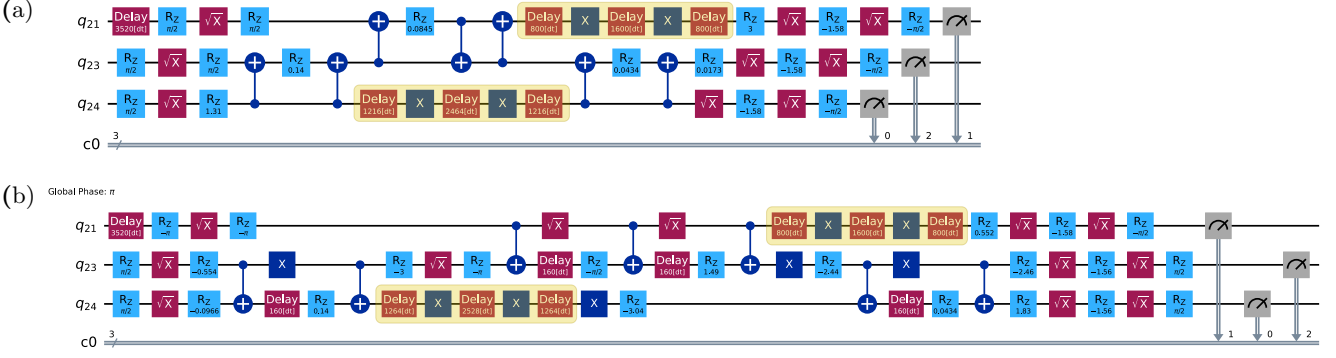 (a)
q21 Delay 3520[dt] RZ π/2 √X RZ π/2 RZ 0.0845 Delay 800[dt] X Delay 1600[dt] X Delay 800[dt] RZ 3 √X RZ −1.58 √X RZ −π/2
q23 RZ π/2 √X RZ π/2 RZ 0.14 RZ 0.0434 RZ 0.0173 √X RZ −1.58 √X RZ −π/2
q24 RZ π/2 √X RZ 1.31 Delay 1216[dt] X Delay 2464[dt] X Delay 1216[dt] √X RZ −1.58 √X RZ −π/2
c0 3 0 2 1
(b) Global Phase: π
q21 Delay 3520[dt] RZ −π √X RZ −π √X √X Delay 800[dt] X Delay 1600[dt] X Delay 800[dt] RZ 0.552 √X RZ −1.58 √X RZ −π/2
q23 RZ π/2 √X RZ −0.554 X RZ −3 √X RZ −π Delay 160[dt] RZ −π/2 Delay 160[dt] RZ 1.49 X RZ −2.44 X RZ −2.46 √X RZ −1.56 √X RZ π/2
q24 RZ π/2 √X RZ −0.0966 Delay 160[dt] RZ 0.14 Delay 1264[dt] X Delay 2528[dt] X Delay 1264[dt] X RZ −3.04 Delay 160[dt] RZ 0.0434 RZ 1.83 √X RZ −1.56 √X RZ π/2
c0 3 1 0 2